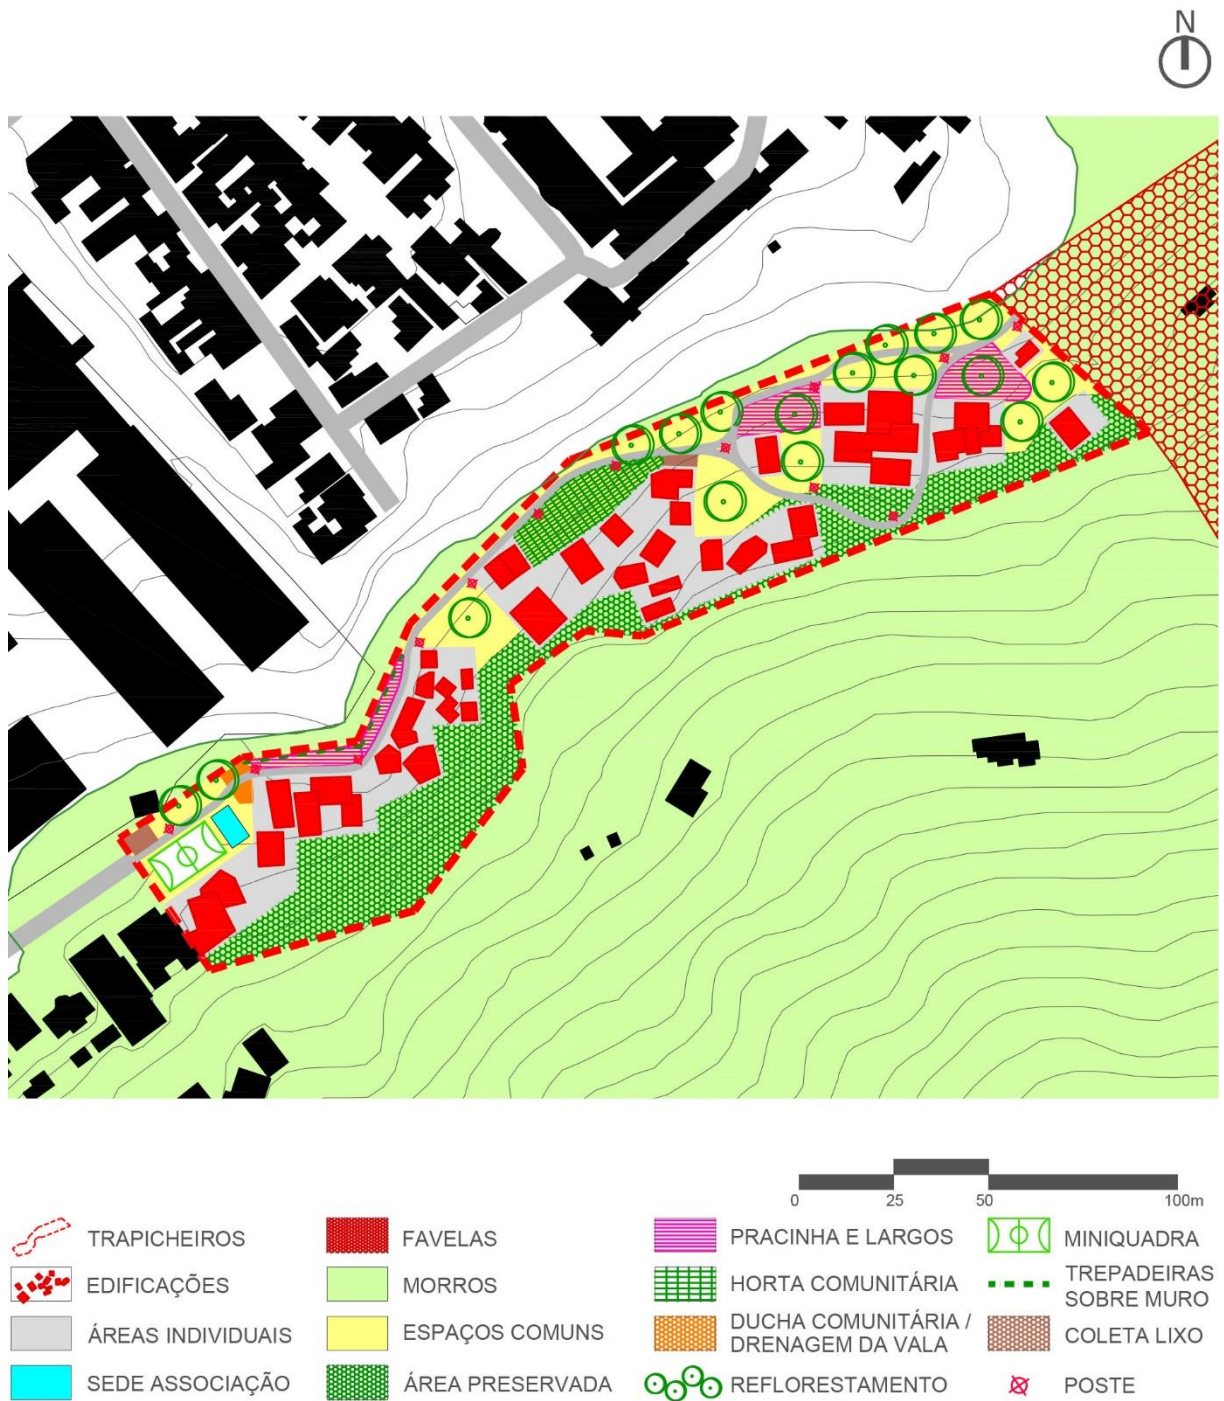 N
0 25 50 100m
TRAPICHEIROS
EDIFICAÇÕES
ÁREAS INDIVIDUAIS
SEDE ASSOCIAÇÃO
FAVELAS
MORROS
ESPAÇOS COMUNS
ÁREA PRESERVADA
PRACINHA E LARGOS
HORTA COMUNITÁRIA
DUCHA COMUNITÁRIA /
DRENAGEM DA VALA
REFLORESTAMENTO
MINIQUADRA
TREPADEIRAS
SOBRE MURO
COLETA LIXO
POSTE